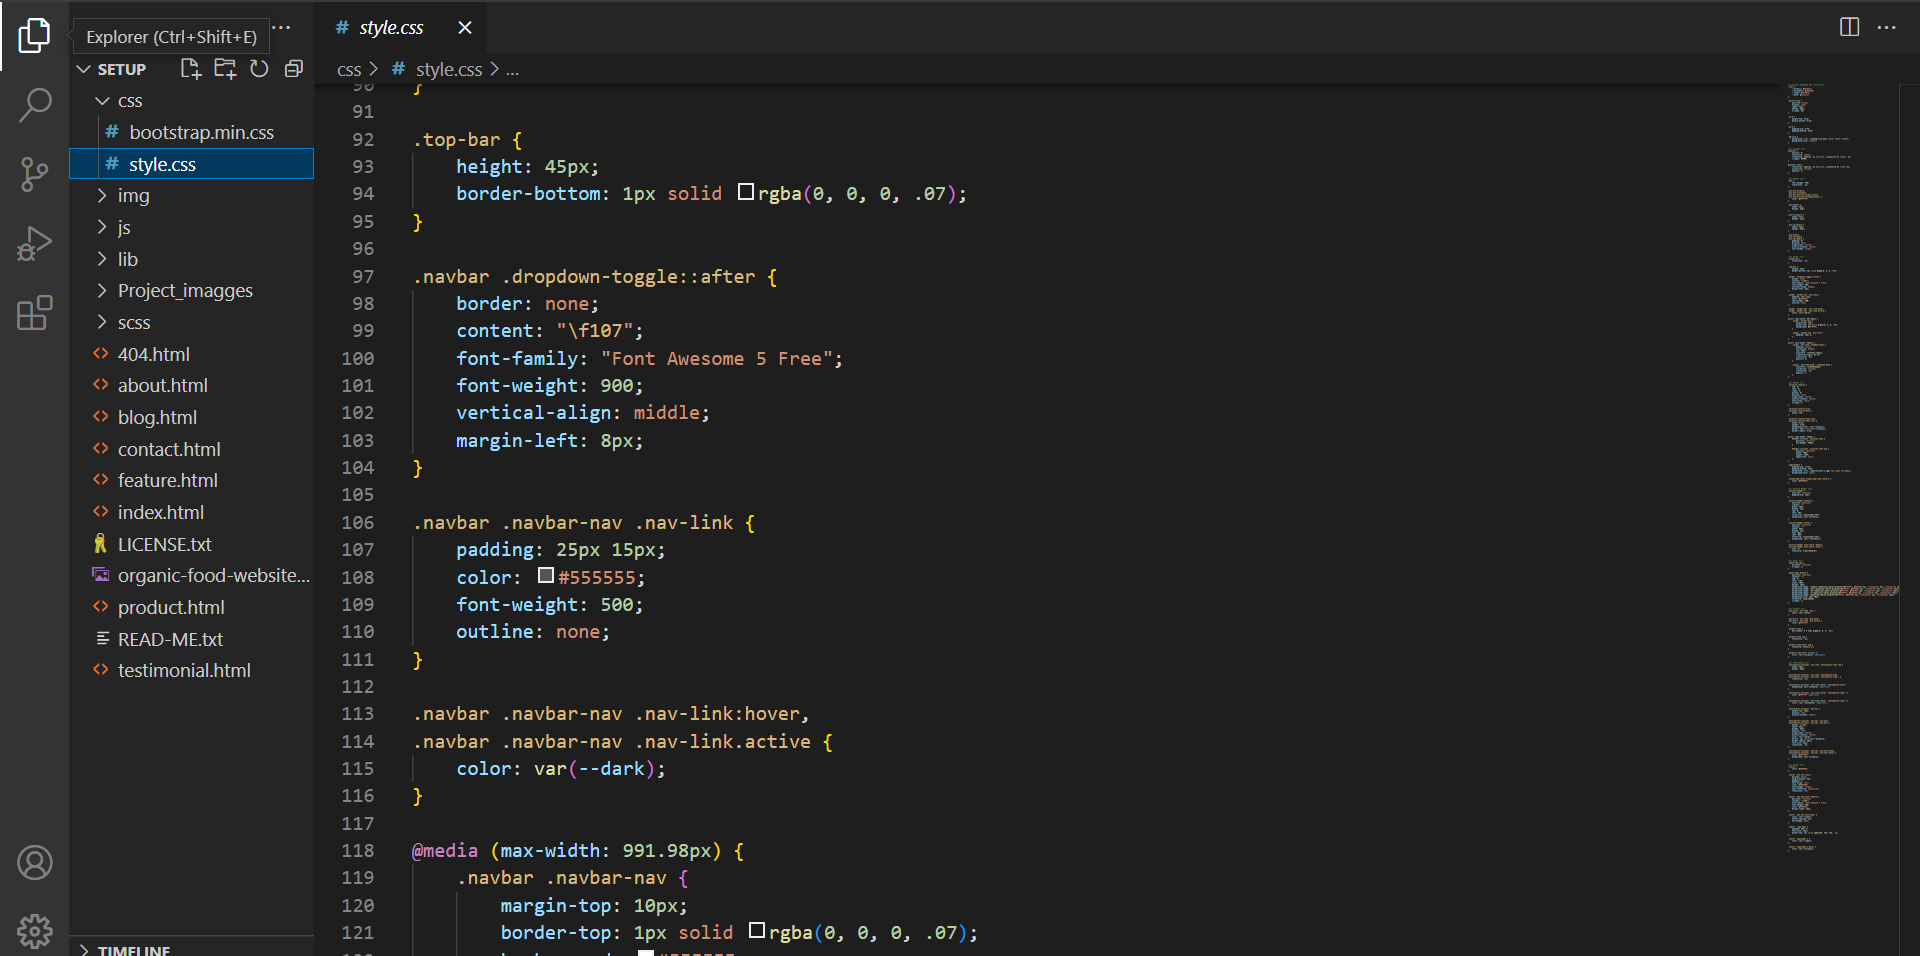 Explorer (Ctrl+Shift+E)
...
SETUP
css
# bootstrap.min.css
# style.css
img
js
lib
Project_imagges
scss
<> 404.html
<> about.html
<> blog.html
<> contact.html
<> feature.html
<> index.html
LICENSE.txt
organic-food-website...
<> product.html
READ-ME.txt
<> testimonial.html
TIMELINE
# style.css
css > # style.css > ...
90 }
91
92 .top-bar {
93     height: 45px;
94     border-bottom: 1px solid rgba(0, 0, 0, .07);
95 }
96
97 .navbar .dropdown-toggle::after {
98     border: none;
99     content: "\f107";
100     font-family: "Font Awesome 5 Free";
101     font-weight: 900;
102     vertical-align: middle;
103     margin-left: 8px;
104 }
105
106 .navbar .navbar-nav .nav-link {
107     padding: 25px 15px;
108     color: #555555;
109     font-weight: 500;
110     outline: none;
111 }
112
113 .navbar .navbar-nav .nav-link:hover,
114 .navbar .navbar-nav .nav-link.active {
115     color: var(--dark);
116 }
117
118 @media (max-width: 991.98px) {
119     .navbar .navbar-nav {
120         margin-top: 10px;
121         border-top: 1px solid rgba(0, 0, 0, .07);